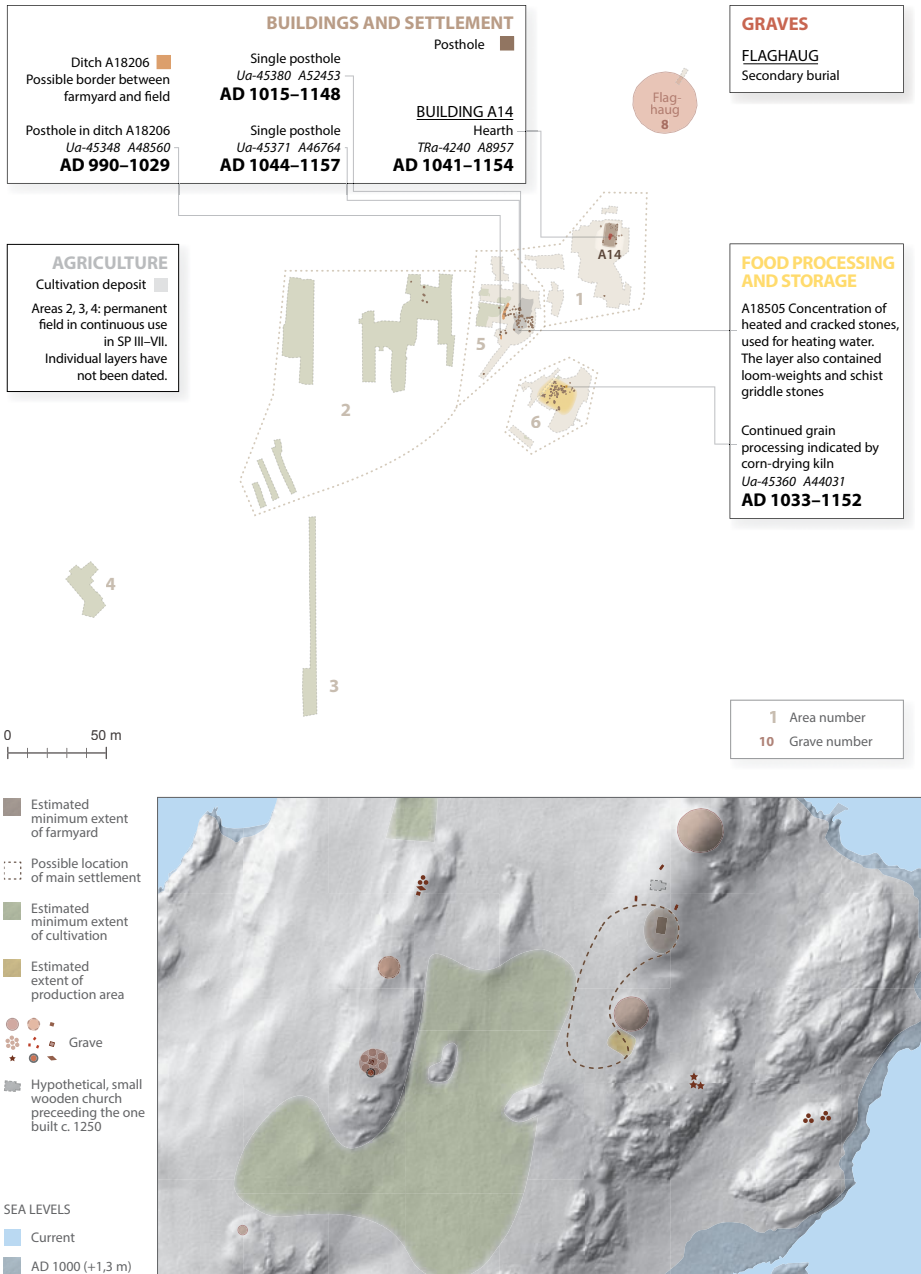 BUILDINGS AND SETTLEMENT
Posthole
Ditch A18206
Possible border between
farmyard and field
Posthole in ditch A18206
Ua-45348 A48560
AD 990–1029
Single posthole
Ua-45380 A52453
AD 1015–1148
Single posthole
Ua-45371 A46764
AD 1044–1157
BUILDING A14
Hearth
TRa-4240 A8957
AD 1041–1154
GRAVES
FLAGHAUG
Secondary burial
Flag-
haug
8
A14
1
5
2
6
4
3
AGRICULTURE
Cultivation deposit
Areas 2, 3, 4: permanent
field in continuous use
in SP III–VII.
Individual layers have
not been dated.
FOOD PROCESSING
AND STORAGE
A18505 Concentration of
heated and cracked stones,
used for heating water.
The layer also contained
loom-weights and schist
griddle stones
Continued grain
processing indicated by
corn-drying kiln
Ua-45360 A44031
AD 1033–1152
1 Area number
10 Grave number
0 50 m
Estimated
minimum extent
of farmyard
Possible location
of main settlement
Estimated
minimum extent
of cultivation
Estimated
extent of
production area
Grave
Hypothetical, small
wooden church
preceeding the one
built c. 1250
SEA LEVELS
Current
AD 1000 (+1,3 m)